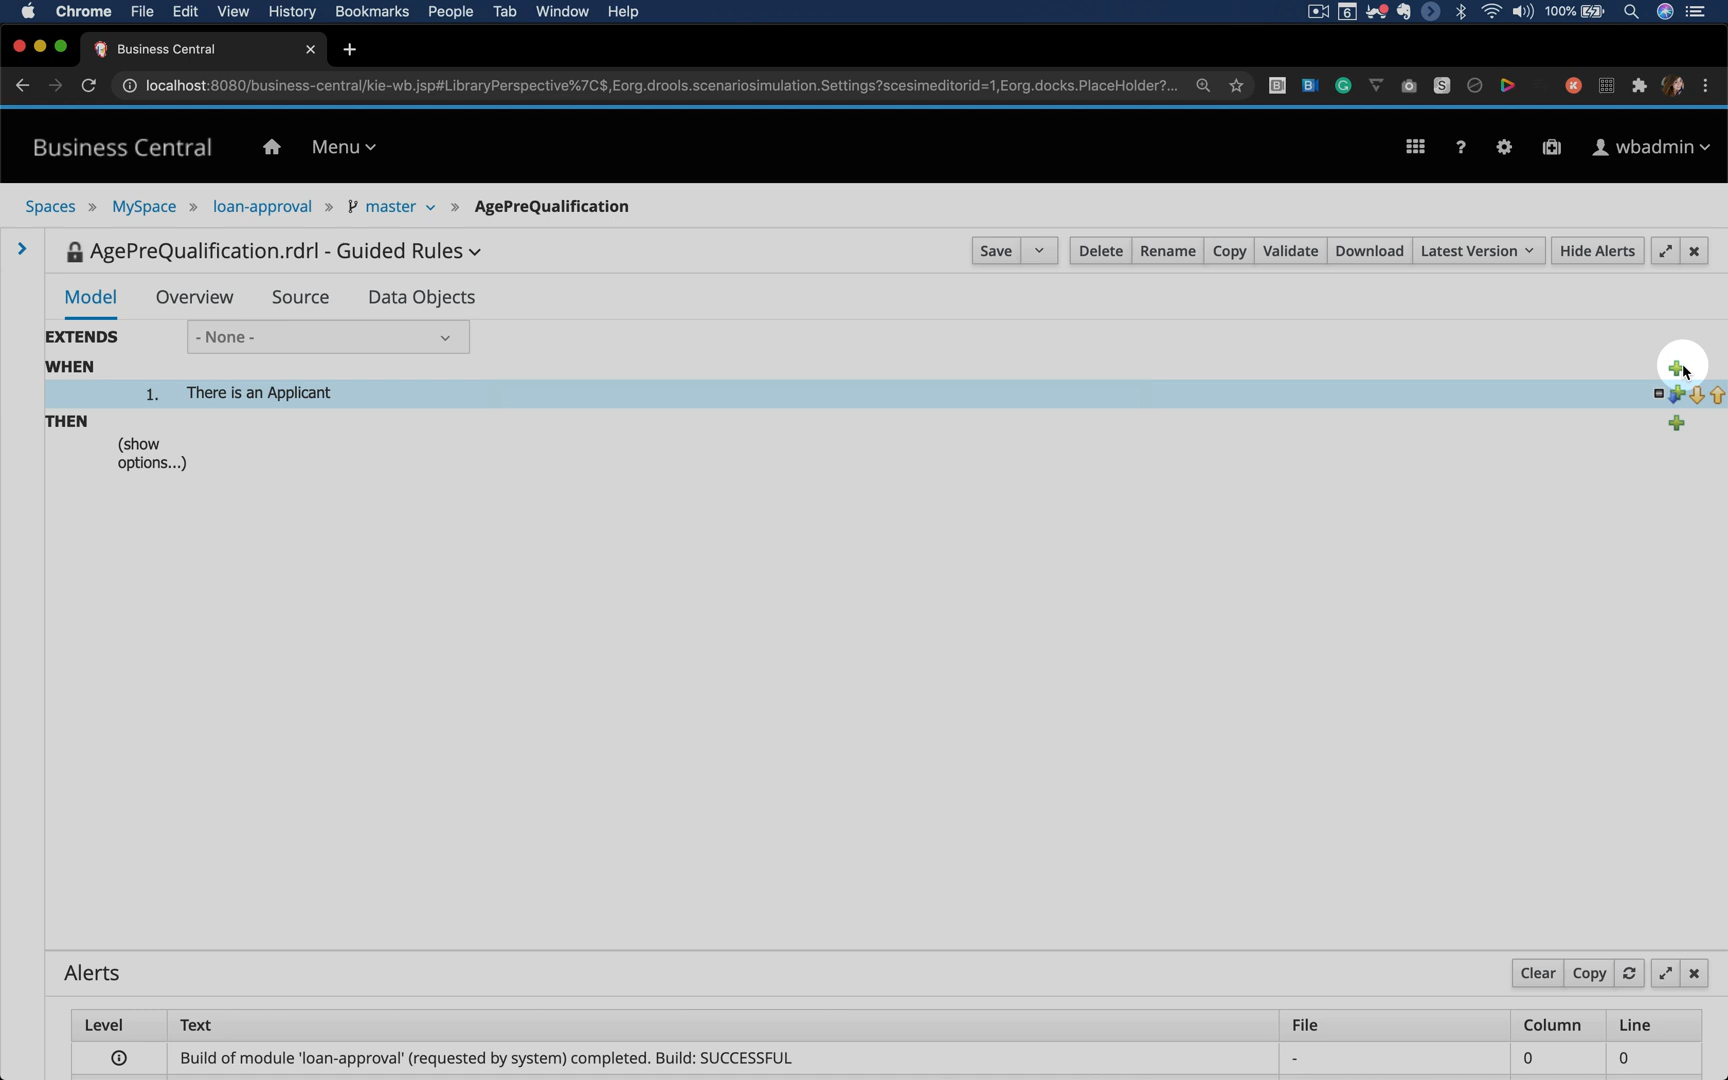 Chrome File Edit View History Bookmarks People Tab Window Help 6 100%
Business Central
localhost:8080/business-central/kie-wb.jsp#LibraryPerspective%7C$,Eorg.drools.scenariosimulation.Settings?scesimeditorid=1,Eorg.docks.PlaceHolder?...
Business Central Menu ? wbadmin
Spaces » MySpace » loan-approval » master » AgePreQualification
AgePreQualification.rdrl - Guided Rules Save Delete Rename Copy Validate Download Latest Version Hide Alerts
Model Overview Source Data Objects
EXTENDS - None -
WHEN
1. There is an Applicant
THEN
(show
options...)
Alerts Clear Copy
Level Text File Column Line
Build of module 'loan-approval' (requested by system) completed. Build: SUCCESSFUL - 0 0